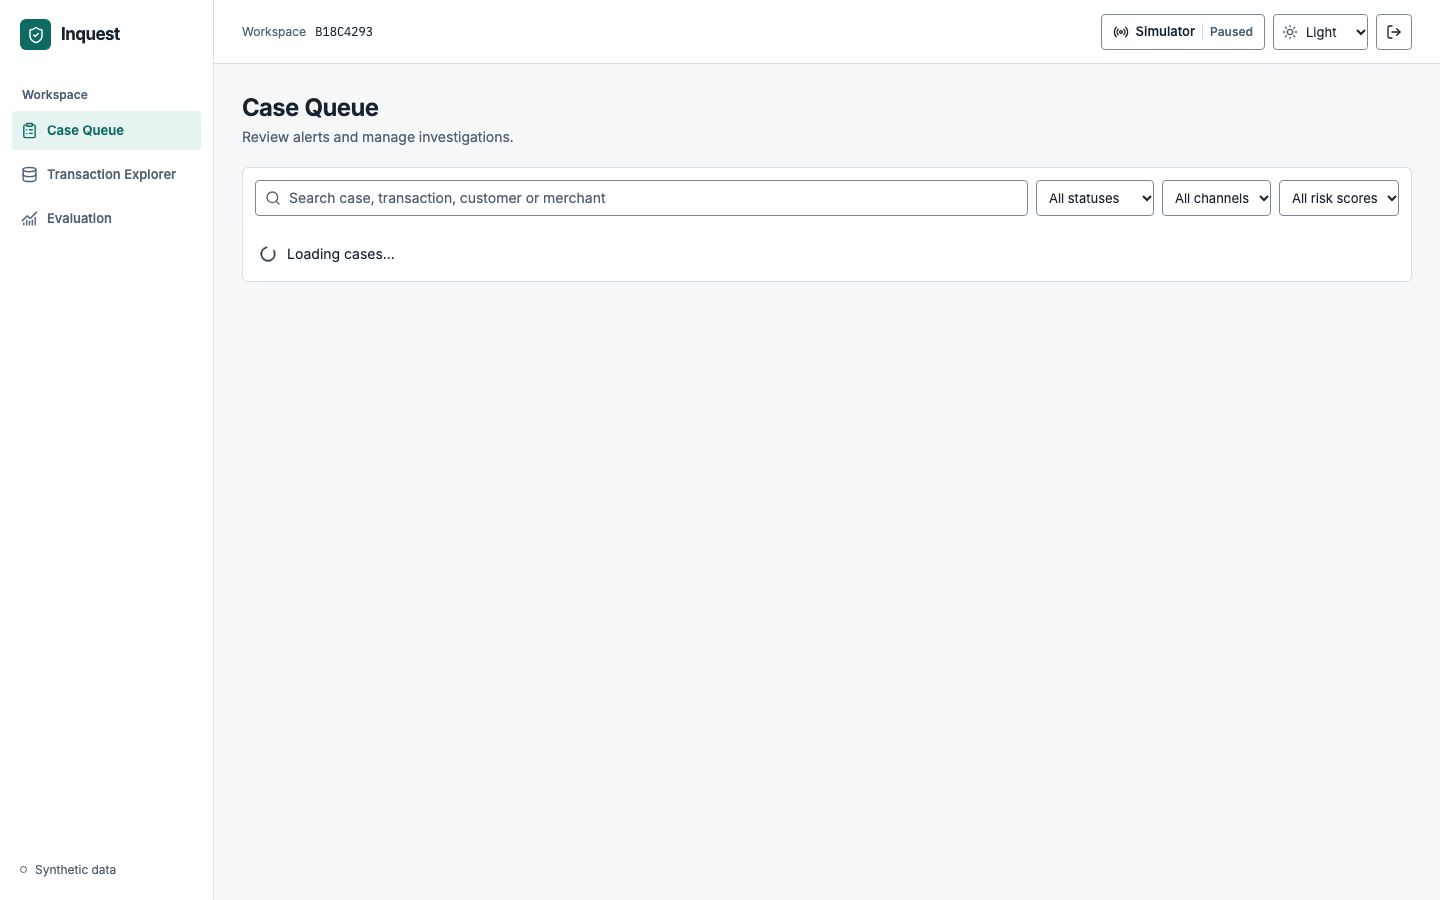 Inquest
Workspace B18C4293
Simulator Paused
Light
Workspace
Case Queue
Transaction Explorer
Evaluation
Case Queue
Review alerts and manage investigations.
Search case, transaction, customer or merchant
All statuses
All channels
All risk scores
Loading cases...
Synthetic data